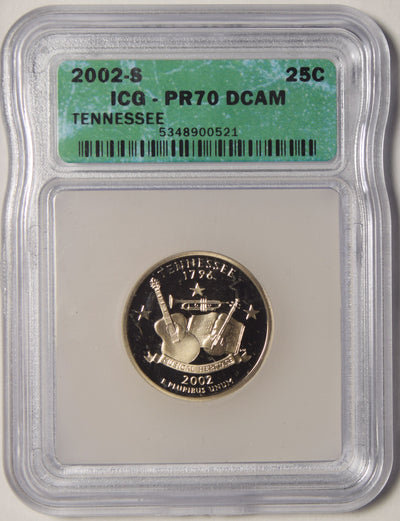 2002-S 25C
ICG - PR70 DCAM
TENNESSEE
5348900521
TENNESSEE
1796
MUSICAL HERITAGE
2002
E PLURIBUS UNUM